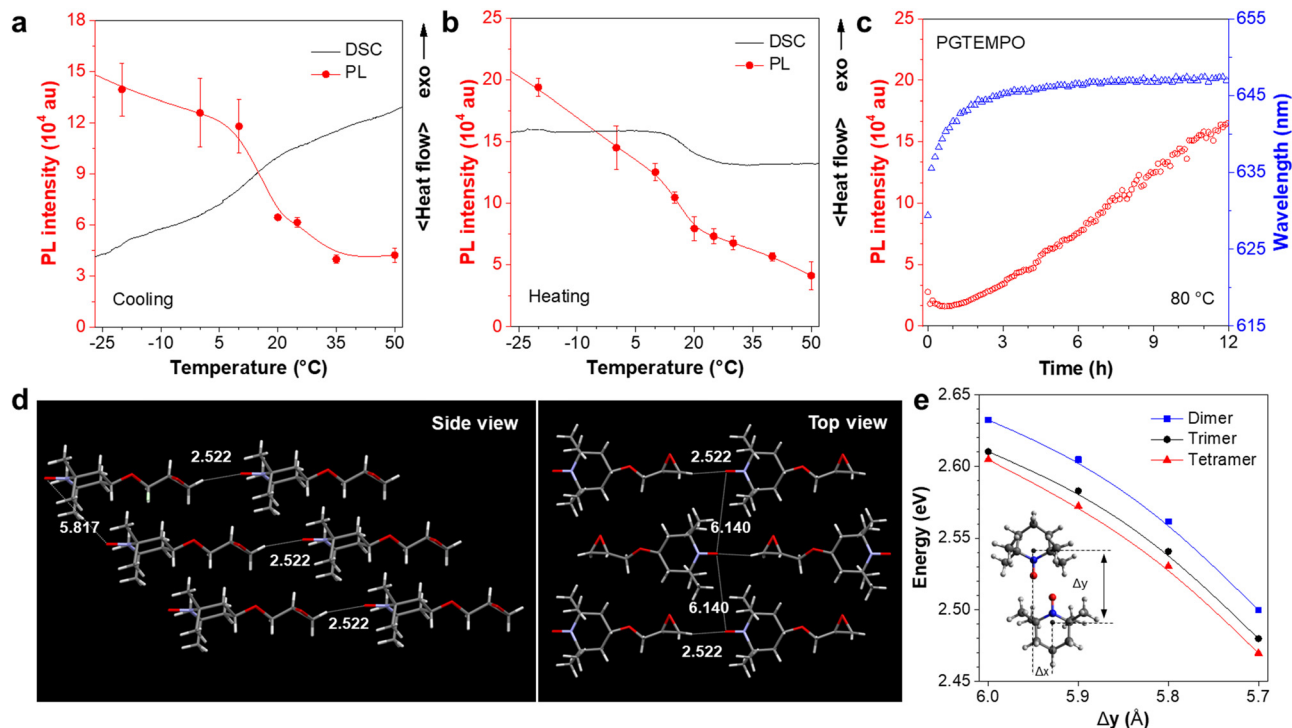 a
18
15
12
9
6
3
0
PL intensity (10⁴ au)
DSC
PL
Cooling
-25
-10
5
20
35
50
Temperature (°C)
<Heat flow> exo
b
25
20
15
10
5
0
PL intensity (10⁴ au)
DSC
PL
Heating
-25
-10
5
20
35
50
Temperature (°C)
<Heat flow> exo
c
25
20
15
10
5
0
PL intensity (10⁴ au)
PGTEMPO
80 °C
0
3
6
9
12
Time (h)
655
645
635
625
615
Wavelength (nm)
d
Side view
2.522
5.817
2.522
2.522
Top view
2.522
6.140
6.140
2.522
e
2.65
2.60
2.55
2.50
2.45
Energy (eV)
Dimer
Trimer
Tetramer
Δy
Δx
6.0
5.9
5.8
5.7
Δy (Å)